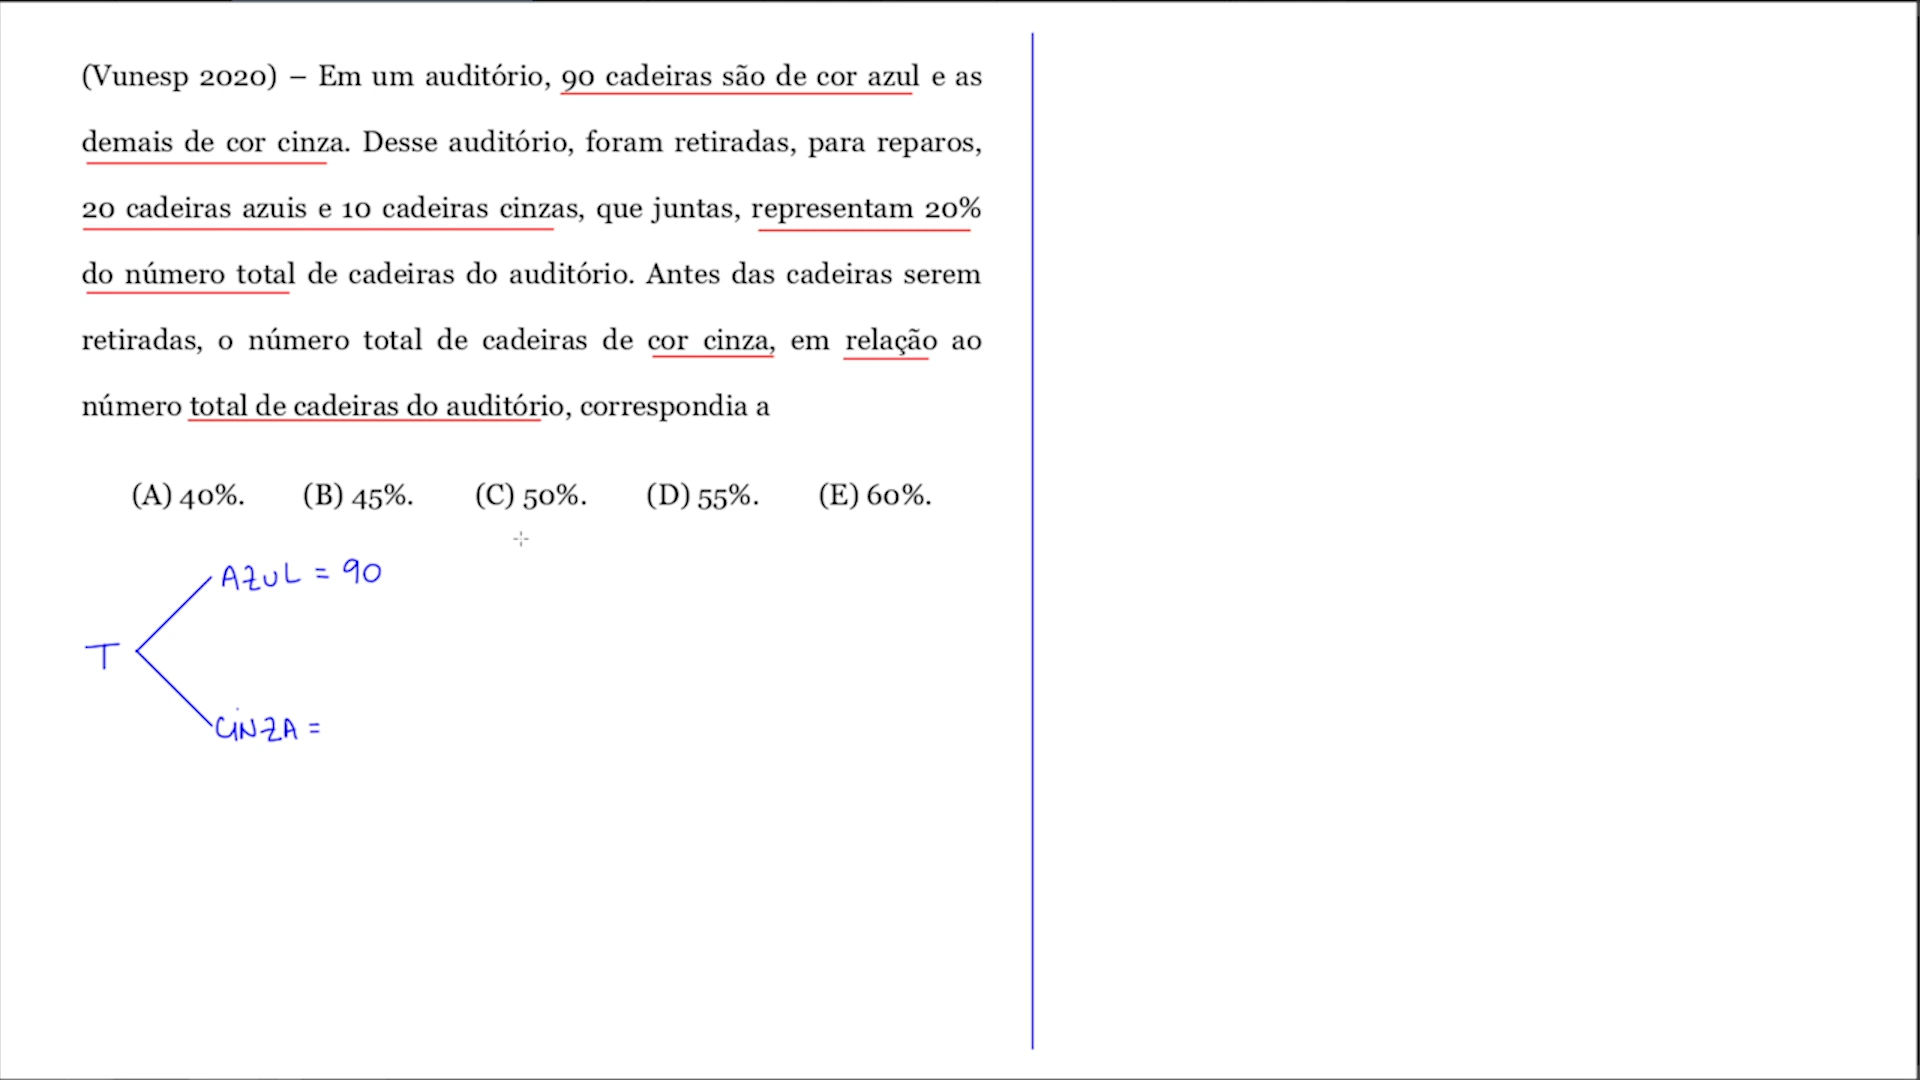 (Vunesp 2020) – Em um auditório, 90 cadeiras são de cor azul e as
demais de cor cinza. Desse auditório, foram retiradas, para reparos,
20 cadeiras azuis e 10 cadeiras cinzas, que juntas, representam 20%
do número total de cadeiras do auditório. Antes das cadeiras serem
retiradas, o número total de cadeiras de cor cinza, em relação ao
número total de cadeiras do auditório, correspondia a
(A) 40%. (B) 45%. (C) 50%. (D) 55%. (E) 60%.
AZUL = 90
T
CINZA =